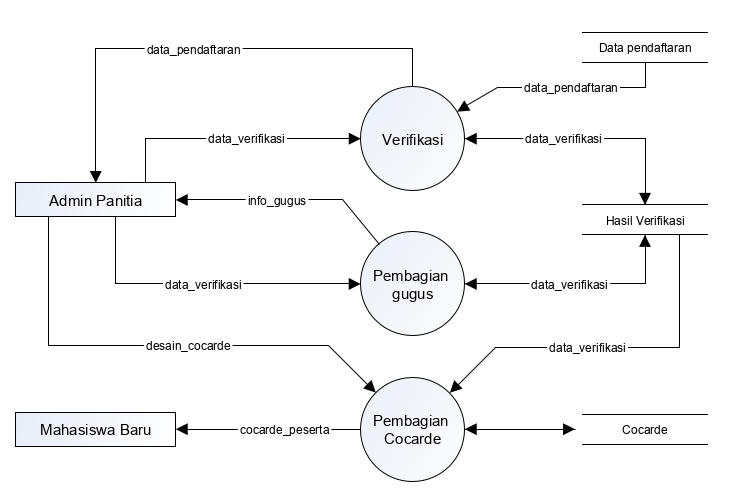 data_pendaftaran
Data pendaftaran
data_pendaftaran
data_verifikasi
Verifikasi
data_verifikasi
Admin Panitia
info_gugus
Hasil Verifikasi
Pembagian
gugus
data_verifikasi
data_verifikasi
desain_cocarde
data_verifikasi
Mahasiswa Baru
cocarde_peserta
Pembagian
Cocarde
Cocarde